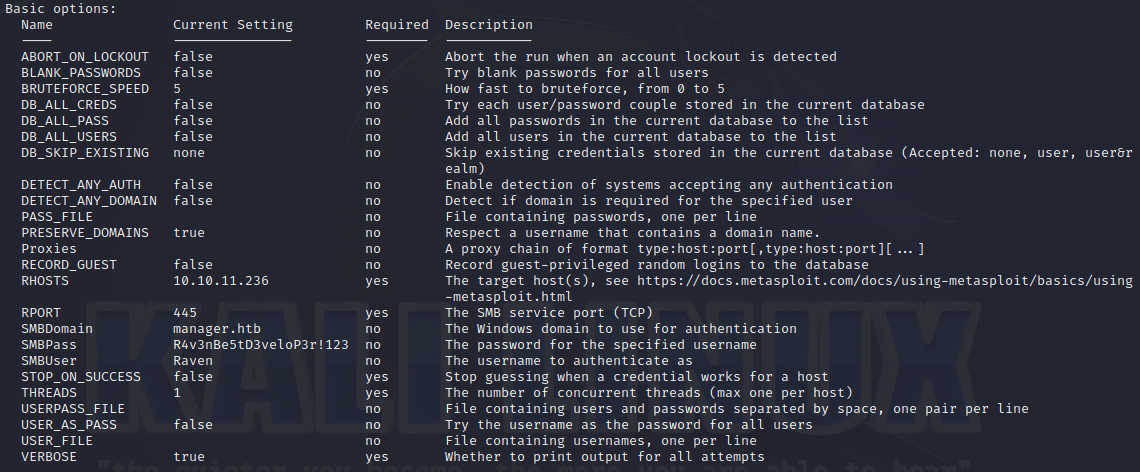 Basic options:
Name Current Setting Required Description
ABORT_ON_LOCKOUT false yes Abort the run when an account lockout is detected
BLANK_PASSWORDS false no Try blank passwords for all users
BRUTEFORCE_SPEED 5 yes How fast to bruteforce, from 0 to 5
DB_ALL_CREDS false no Try each user/password couple stored in the current database
DB_ALL_PASS false no Add all passwords in the current database to the list
DB_ALL_USERS false no Add all users in the current database to the list
DB_SKIP_EXISTING none no Skip existing credentials stored in the current database (Accepted: none, user, user&r
ealm)
DETECT_ANY_AUTH false no Enable detection of systems accepting any authentication
DETECT_ANY_DOMAIN false no Detect if domain is required for the specified user
PASS_FILE no File containing passwords, one per line
PRESERVE_DOMAINS true no Respect a username that contains a domain name.
Proxies no A proxy chain of format type:host:port[,type:host:port][...]
RECORD_GUEST false no Record guest-privileged random logins to the database
RHOSTS 10.10.11.236 yes The target host(s), see https://docs.metasploit.com/docs/using-metasploit/basics/using
-metasploit.html
RPORT 445 yes The SMB service port (TCP)
SMBDomain manager.htb no The Windows domain to use for authentication
SMBPass R4v3nBe5tD3veloP3r!123 no The password for the specified username
SMBUser Raven no The username to authenticate as
STOP_ON_SUCCESS false yes Stop guessing when a credential works for a host
THREADS 1 yes The number of concurrent threads (max one per host)
USERPASS_FILE no File containing users and passwords separated by space, one pair per line
USER_AS_PASS false no Try the username as the password for all users
USER_FILE no File containing usernames, one per line
VERBOSE true yes Whether to print output for all attempts
KALI LINUX
"the quieter you become, the more you are able to hear"